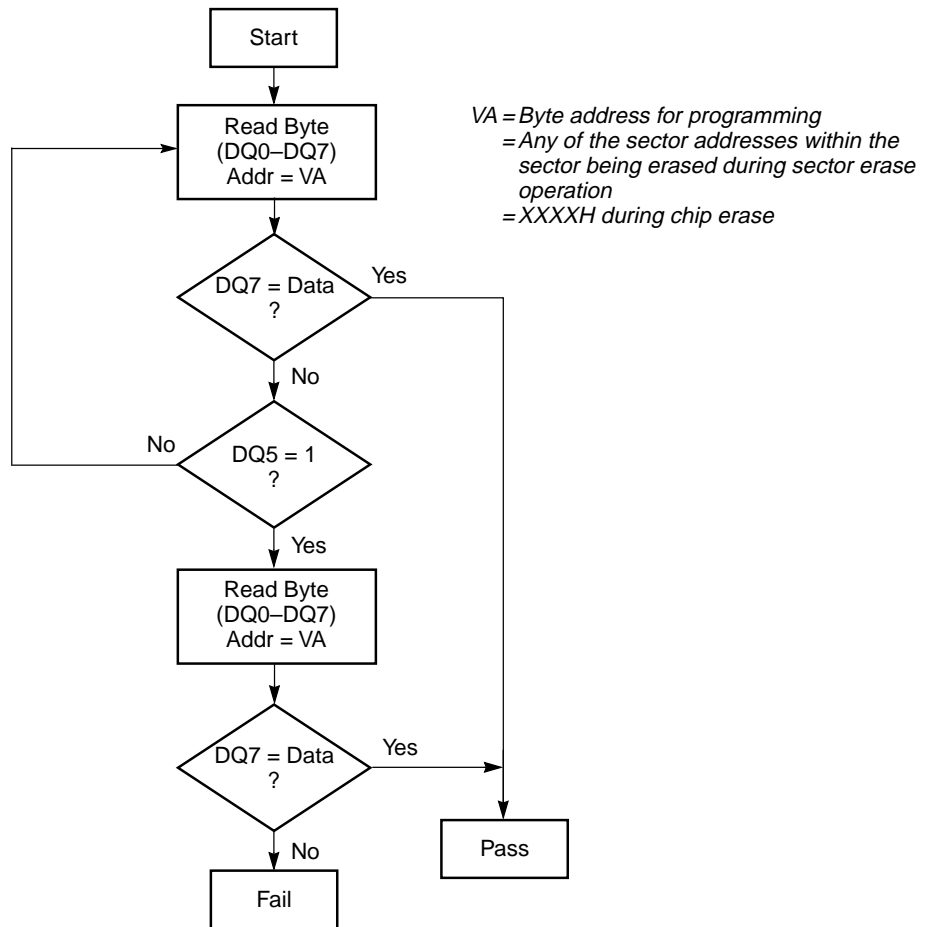 Start
Read Byte
(DQ0–DQ7)
Addr = VA
VA = Byte address for programming
= Any of the sector addresses within the
sector being erased during sector erase
operation
= XXXXH during chip erase
DQ7 = Data
?
Yes
No
DQ5 = 1
?
No
Yes
Read Byte
(DQ0–DQ7)
Addr = VA
DQ7 = Data
?
Yes
No
Pass
Fail